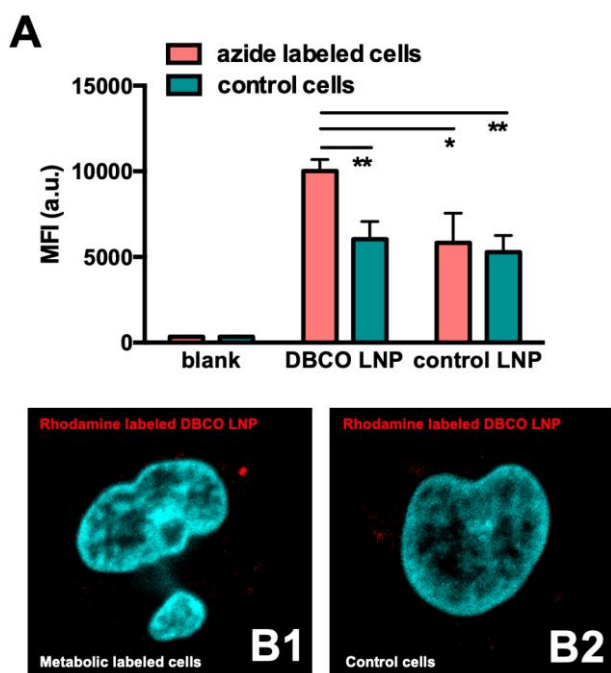 A
azide labeled cells
control cells
15000
10000
5000
0
MFI (a.u.)
** * **
blank DBCO LNP control LNP
Rhodamine labeled DBCO LNP
Metabolic labeled cells
B1
Rhodamine labeled DBCO LNP
Control cells
B2